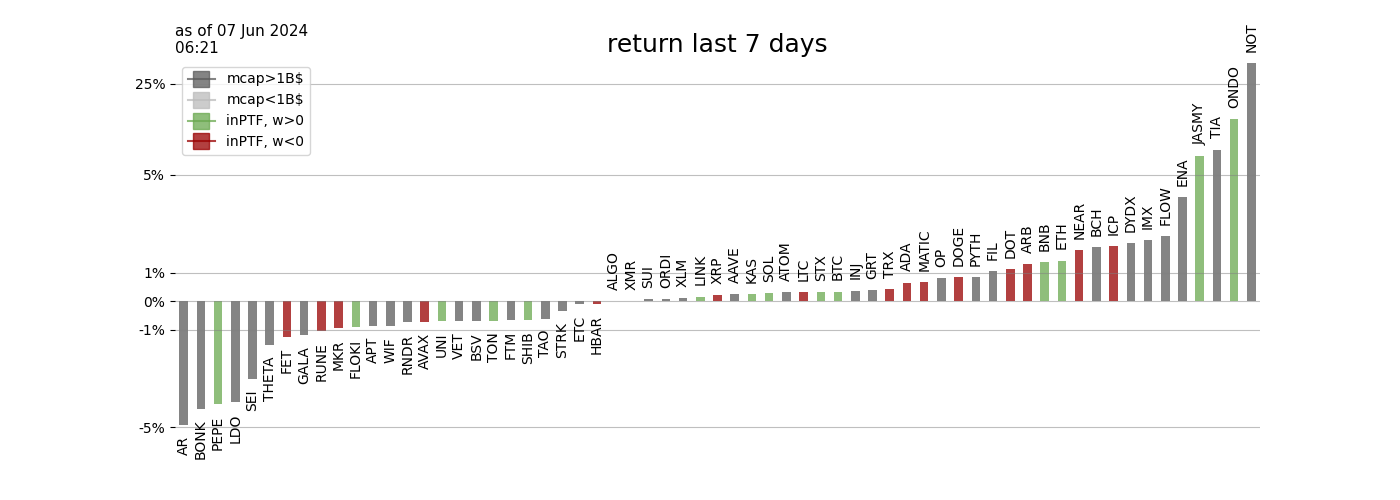 as of 07 Jun 2024
06:21
return last 7 days
mcap>1B$
mcap<1B$
inPTF, w>0
inPTF, w<0
25%
5%
1%
0%
-1%
-5%
AR
BONK
PEPE
LDO
SEI
THETA
FET
GALA
RUNE
MKR
FLOKI
APT
WIF
RNDR
AVAX
UNI
VET
BSV
TON
FTM
SHIB
TAO
STRK
ETC
HBAR
ALGO
XMR
SUI
ORDI
XLM
LINK
XRP
AAVE
KAS
SOL
ATOM
LTC
STX
BTC
INJ
GRT
TRX
ADA
MATIC
OP
DOGE
PYTH
FIL
DOT
ARB
BNB
ETH
NEAR
BCH
ICP
DYDX
IMX
FLOW
ENA
JASMY
TIA
ONDO
NOT